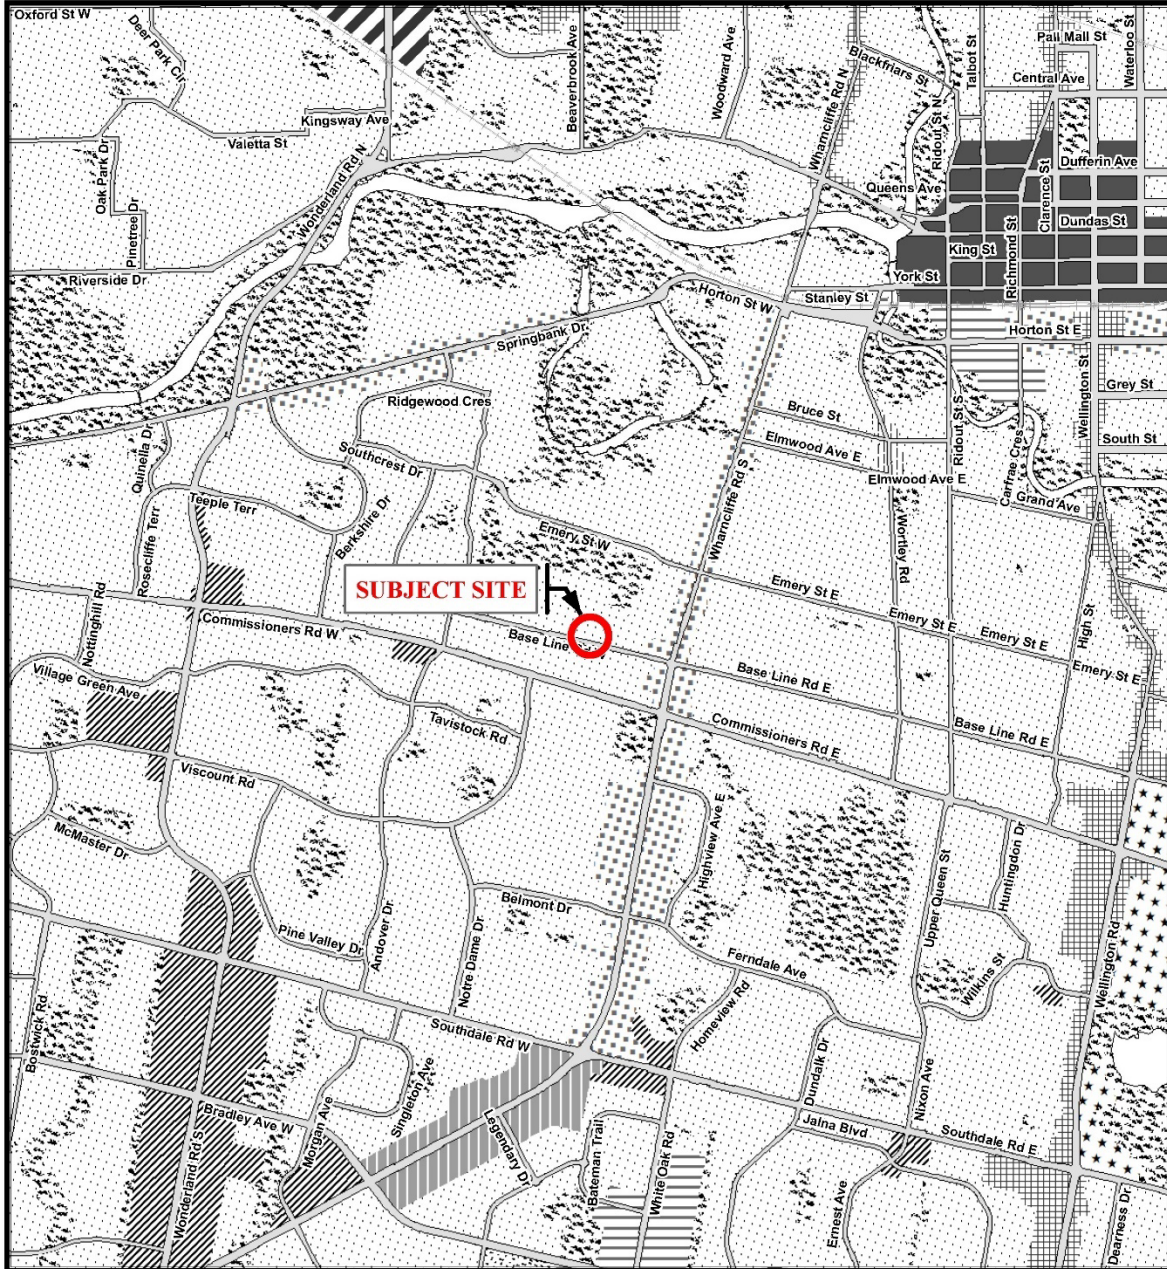 Oxford St W
Deer Park Cir
Beaverbrook Ave
Woodward Ave
Blackfriars St
Talbot St
Pall Mall St
Waterloo St
Central Ave
Kingsway Ave
Valetta St
Oak Park Dr
Wonderland Rd N
Wharncliffe Rd N
Ridout St N
Clarence St
Dufferin Ave
Queens Ave
Pinetree Dr
Dundas St
King St
Richmond St
Riverside Dr
York St
Horton St W
Stanley St
Horton St E
Springbank Dr
Wellington St
Grey St
Ridgewood Cres
Bruce St
Ridout St S
South St
Quinella Dr
Southcrest Dr
Elmwood Ave E
Carfrae Cres
Elmwood Ave E
Grand Ave
Teeple Terr
Berkshire Dr
Wharncliffe Rd S
Wortley Rd
Rosecliffe Terr
Emery St W
SUBJECT SITE
Emery St E
Emery St E
Emery St E
Emery St E
High St
Nottinghill Rd
Commissioners Rd W
Base Line
Base Line Rd E
Base Line Rd E
Village Green Ave
Tavistock Rd
Commissioners Rd E
Viscount Rd
McMaster Dr
Highview Ave E
Upper Queen St
Huntingdon Dr
Belmont Dr
Pine Valley Dr
Andover Dr
Notre Dame Dr
Ferndale Ave
Wilkins St
Wellington Rd
Homeview Rd
Bostwick Rd
Southdale Rd W
Singleton Ave
Dundalk Dr
Nixon Ave
Bradley Ave W
Morgan Ave
Legendary Dr
Jalna Blvd
Southdale Rd E
Wonderland Rd S
Bateman Trail
White Oak Rd
Ernest Ave
Dearness Dr